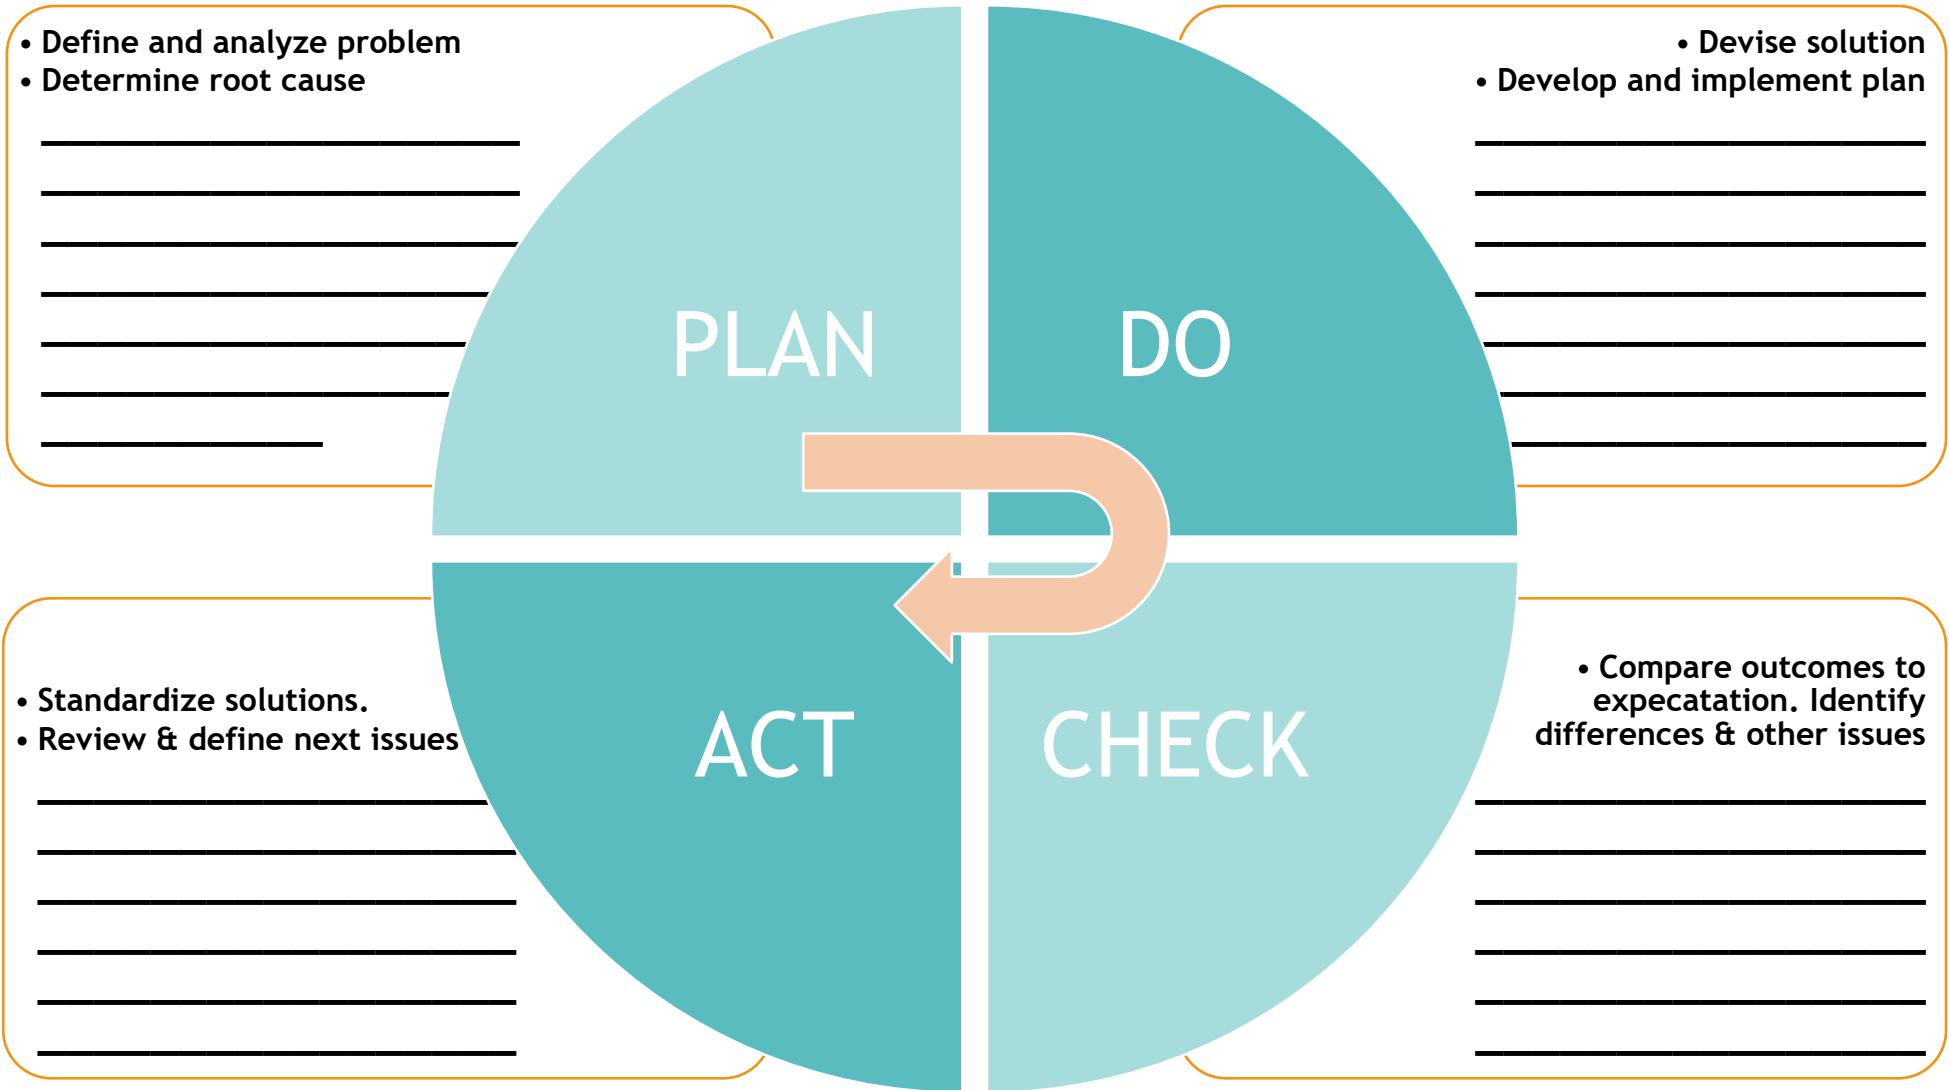 • Define and analyze problem
• Determine root cause
• Devise solution
• Develop and implement plan
PLAN
DO
• Standardize solutions.
• Review & define next issues
ACT
CHECK
• Compare outcomes to
expecatation. Identify
differences & other issues